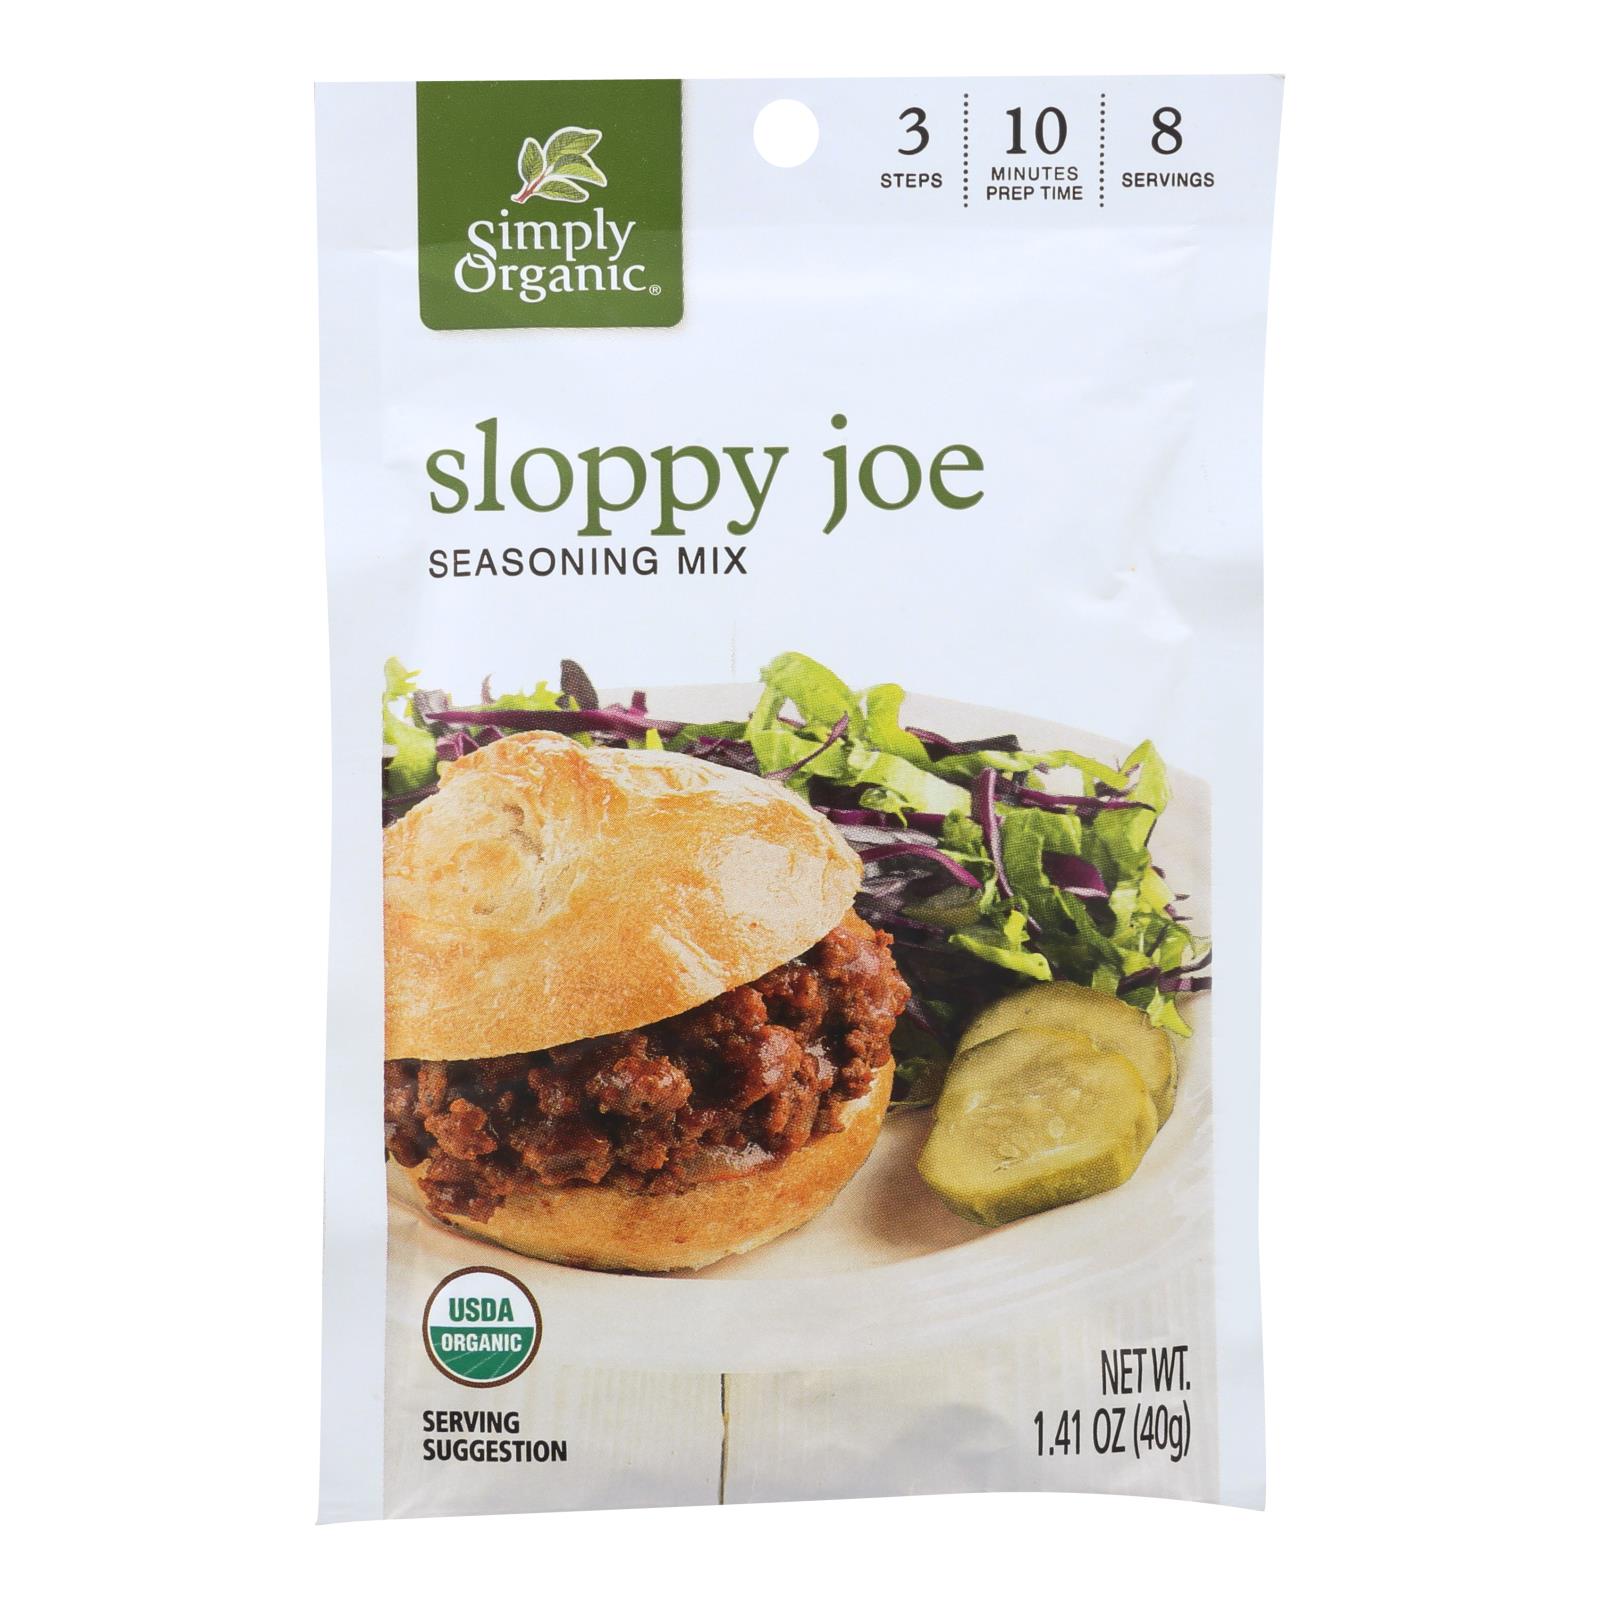 Simply
Organic®
3
STEPS
10
MINUTES
PREP TIME
8
SERVINGS
sloppy joe
SEASONING MIX
USDA
ORGANIC
SERVING
SUGGESTION
NET WT.
1.41 OZ (40g)